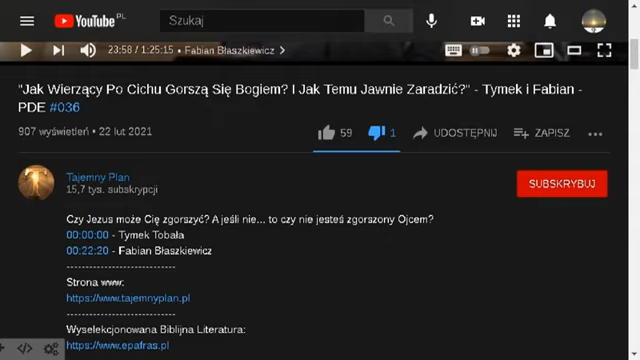 YouTube PL
Szukaj
23:58 / 1:25:15 • Fabian Błaszkiewicz >
"Jak Wierzący Po Cichu Gorszą Się Bogiem? I Jak Temu Jawnie Zaradzić?" - Tymek i Fabian -
PDE #036
907 wyświetleń • 22 lut 2021
59
1
UDOSTĘPNIJ
ZAPISZ
Tajemny Plan
15,7 tys. subskrypcji
SUBSKRYBUJ
Czy Jezus może Cię zgorszyć? A jeśli nie... to czy nie jesteś zgorszony Ojcem?
00:00:00 - Tymek Tobała
00:22:20 - Fabian Błaszkiewicz
----------------------------
Strona www:
https://www.tajemnyplan.pl
----------------------------
Wyselekcjonowana Biblijna Literatura:
https://www.epafras.pl